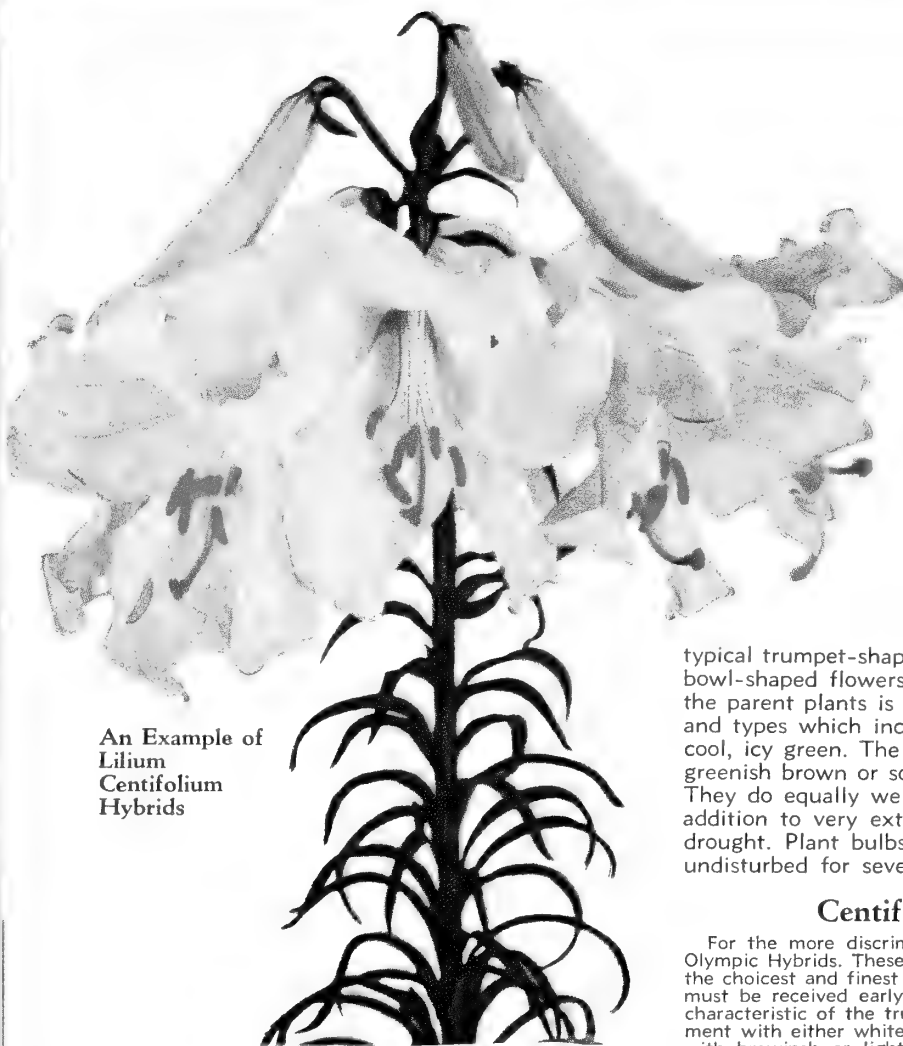 An Example of
Lilium
Centifolium
Hybrids
typical trumpet-shap
bowl-shaped flowers
the parent plants is
and types which inc
cool, icy green. The
greenish brown or so
They do equally we
addition to very ext
drought. Plant bulbs
undisturbed for seve
Centif
For the more discrin
Olympic Hybrids. These
the choicest and finest
must be received early
characteristic of the tru
ment with either white